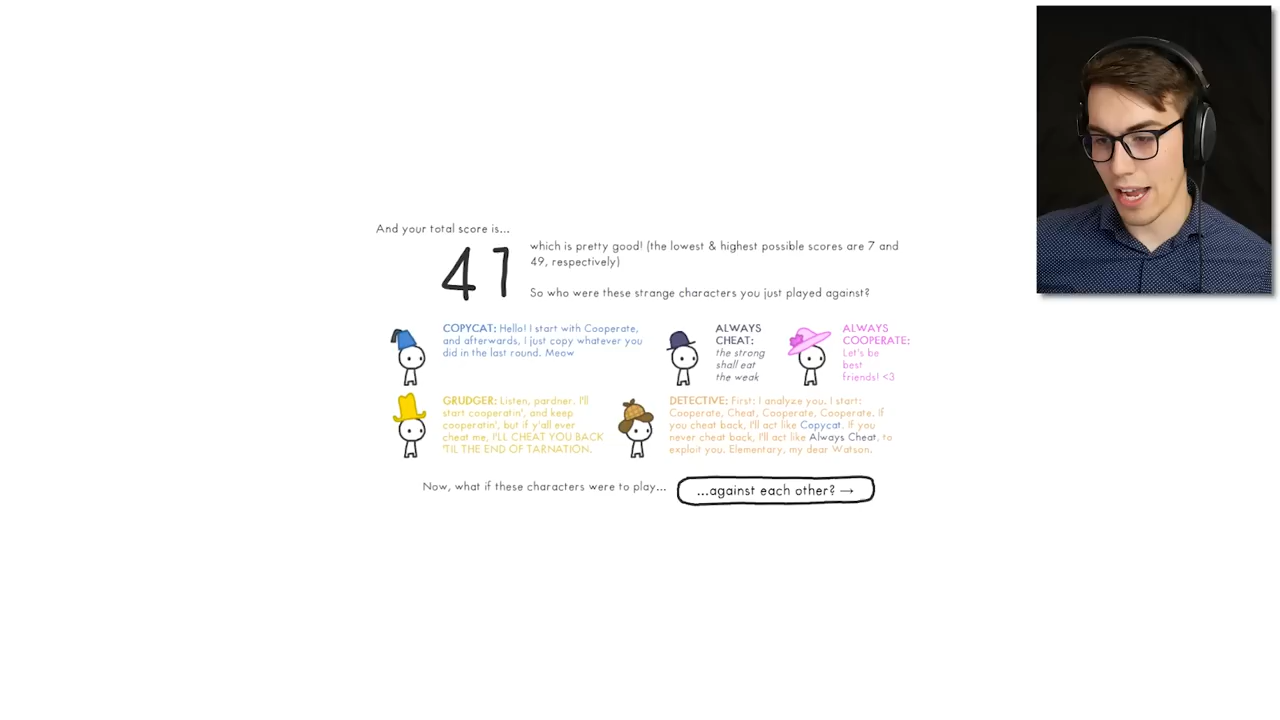 And your total score is...
41
which is pretty good! (the lowest & highest possible scores are 7 and
49, respectively)
So who were these strange characters you just played against?
COPYCAT: Hello! I start with Cooperate,
and afterwards, I just copy whatever you
did in the last round. Meow
ALWAYS
CHEAT:
the strong
shall eat
the weak
ALWAYS
COOPERATE:
Let's be
best
friends! <3
GRUDGER: Listen, pardner. I'll
start cooperatin', and keep
cooperatin', but if y'all ever
cheat me, I'LL CHEAT YOU BACK
'TIL THE END OF TARNATION.
DETECTIVE: First: I analyze you. I start:
Cooperate, Cheat, Cooperate, Cooperate. If
you cheat back, I'll act like Copycat. If you
never cheat back, I'll act like Always Cheat, to
exploit you. Elementary, my dear Watson.
Now, what if these characters were to play...
...against each other? →